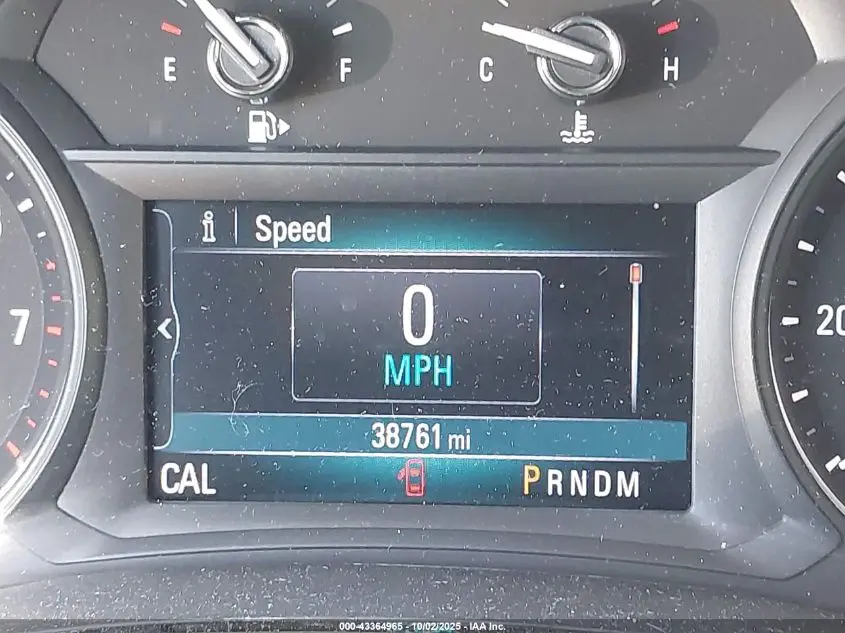 E F C H
i Speed
0
7 MPH 20
38761 mi
CAL PRNDM
000-43364965 - 10/02/2025 - IAA Inc.